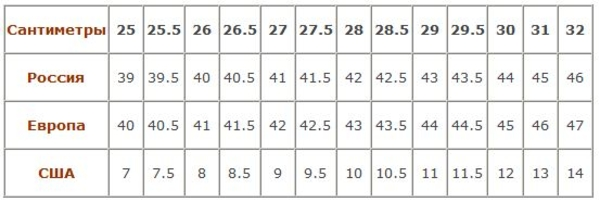 Сантиметры 25 25.5 26 26.5 27 27.5 28 28.5 29 29.5 30 31 32
Россия 39 39.5 40 40.5 41 41.5 42 42.5 43 43.5 44 45 46
Европа 40 40.5 41 41.5 42 42.5 43 43.5 44 44.5 45 46 47
США 7 7.5 8 8.5 9 9.5 10 10.5 11 11.5 12 13 14